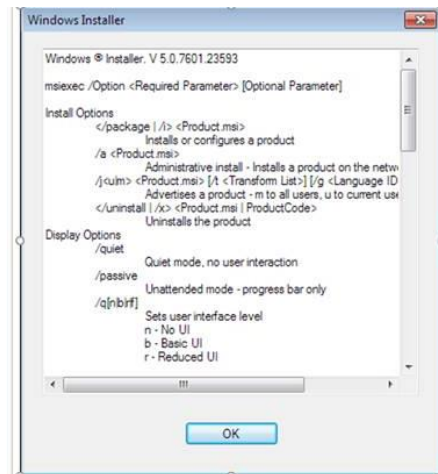 Windows Installer
Windows ® Installer. V 5.0.7601.23593
msiexec /Option <Required Parameter> [Optional Parameter]
Install Options
</package | /i> <Product.msi>
Installs or configures a product
/a <Product.msi>
Administrative install - Installs a product on the netw
/j<u|m> <Product.msi> [/t <Transform List>] [/g <Language ID
Advertises a product - m to all users, u to current use
</uninstall | /x> <Product.msi | ProductCode>
Uninstalls the product
Display Options
/quiet
Quiet mode, no user interaction
/passive
Unattended mode - progress bar only
/q[n|b|r|f]
Sets user interface level
n - No UI
b - Basic UI
r - Reduced UI
OK